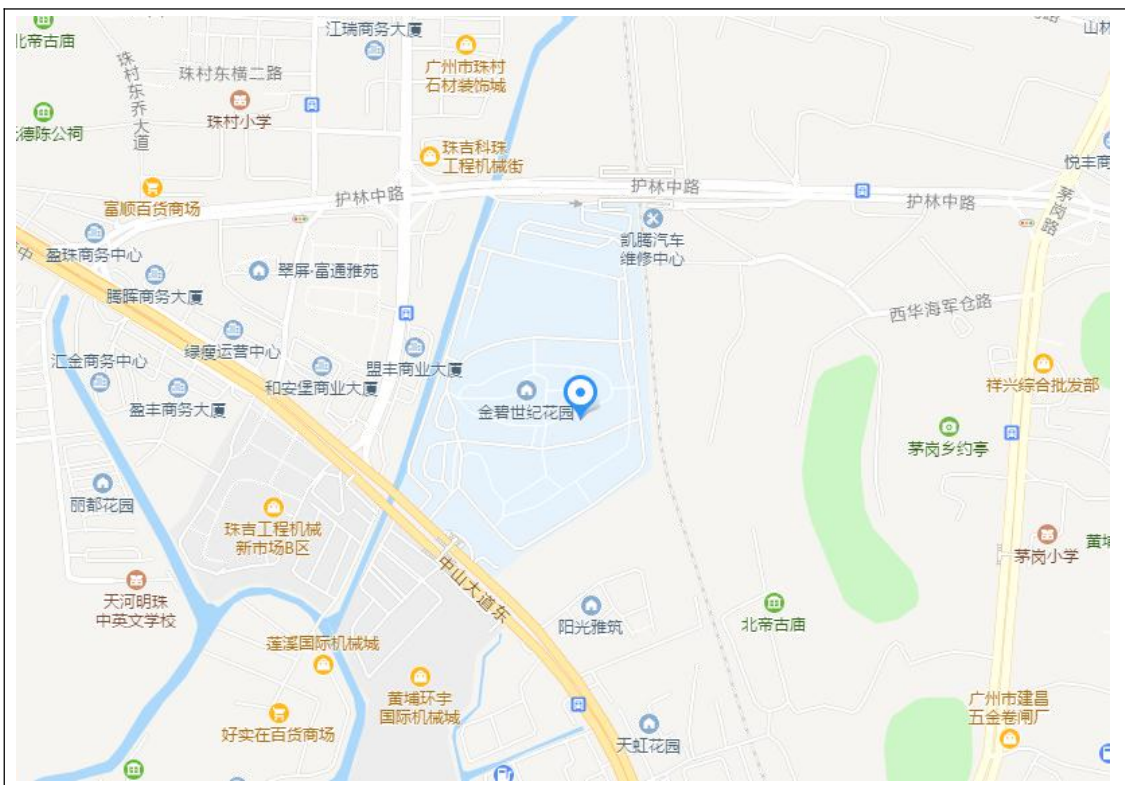 北帝古庙
江瑞商务大厦
广州市珠村
石材装饰城
山林
珠村东横二路
珠村东乔大道
珠村小学
德陈公祠
珠吉科珠
工程机械街
悦丰商
护林中路
护林中路
护林中路
茅岗路
富顺百货商场
凯腾汽车
维修中心
盈珠商务中心
中
翠屏·富通雅苑
腾晖商务大厦
西华海军仓路
绿瘦运营中心
汇金商务中心
盟丰商业大厦
和安堡商业大厦
祥兴综合批发部
盈丰商务大厦
金碧世纪花园
茅岗乡约亭
丽都花园
珠吉工程机械
新市场B区
黄埔
茅岗小学
中山大道东
天河明珠
中英文学校
阳光雅筑
北帝古庙
莲溪国际机械城
黄埔环宇
国际机械城
广州市建昌
五金卷闸厂
好实在百货商场
天虹花园